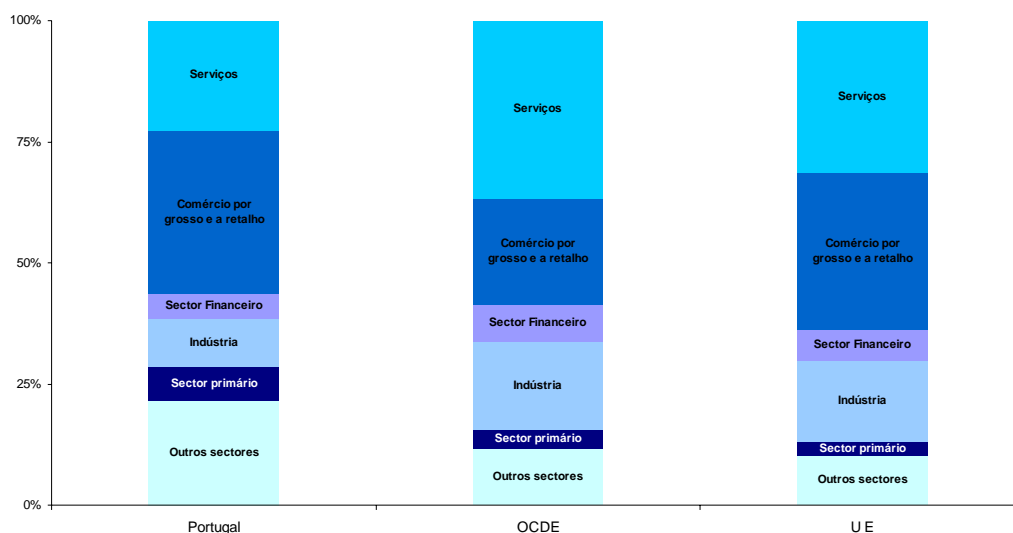 100%
75%
50%
25%
0%
Serviços
Comércio por
grosso e a retalho
Sector Financeiro
Indústria
Sector primário
Outros sectores
Serviços
Comércio por
grosso e a retalho
Sector Financeiro
Indústria
Sector primário
Outros sectores
Serviços
Comércio por
grosso e a retalho
Sector Financeiro
Indústria
Sector primário
Outros sectores
Portugal
OCDE
U E